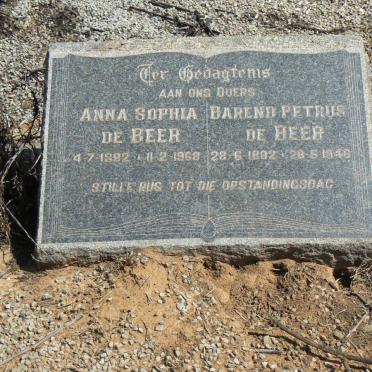 Ter Gedagtenis
AAN ONS OUERS
ANNA SOPHIA BAREND PETRUS
DE BEER DE BEER
4·7·1892 · 11·2·1968 28·6·1882 · 28·5·1946
STILLE RUS TOT DIE OPSTANDINGSDAG